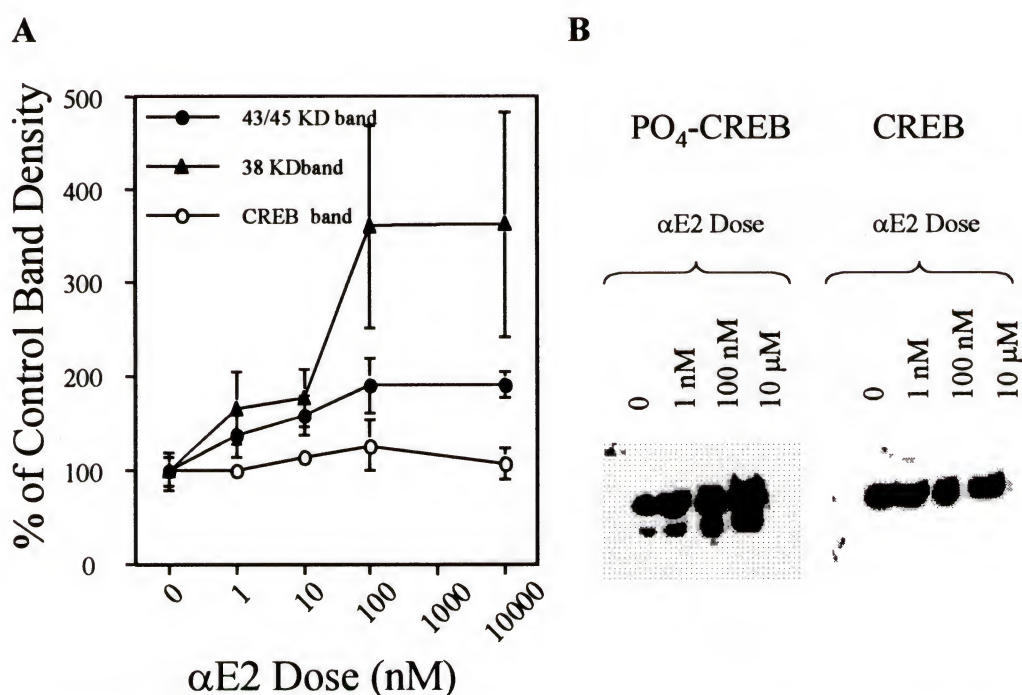 A
% of Control Band Density
500
400
300
200
100
0
43/45 KD band
38 KDband
CREB band
0
1
10
100
1000
10000
αE2 Dose (nM)
B
PO4-CREB
CREB
αE2 Dose
αE2 Dose
0
1 nM
100 nM
10 μM
0
1 nM
100 nM
10 μM